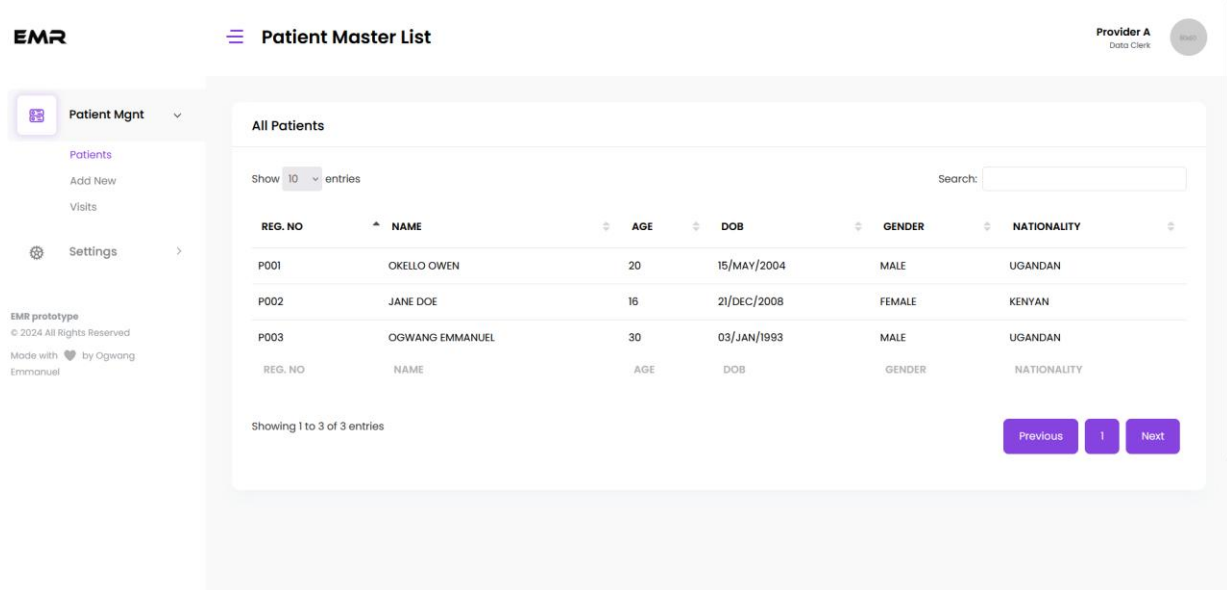 EMR
Patient Master List
Provider A
Data Clerk
Patient Mgnt
Patients
Add New
Visits
Settings
EMR prototype
© 2024 All Rights Reserved
Made with by Ogwang
Emmanuel
All Patients
Show 10 entries
Search:
REG. NO NAME AGE DOB GENDER NATIONALITY
P001 OKELLO OWEN 20 15/MAY/2004 MALE UGANDAN
P002 JANE DOE 16 21/DEC/2008 FEMALE KENYAN
P003 OGWANG EMMANUEL 30 03/JAN/1993 MALE UGANDAN
REG. NO NAME AGE DOB GENDER NATIONALITY
Showing 1 to 3 of 3 entries
Previous 1 Next